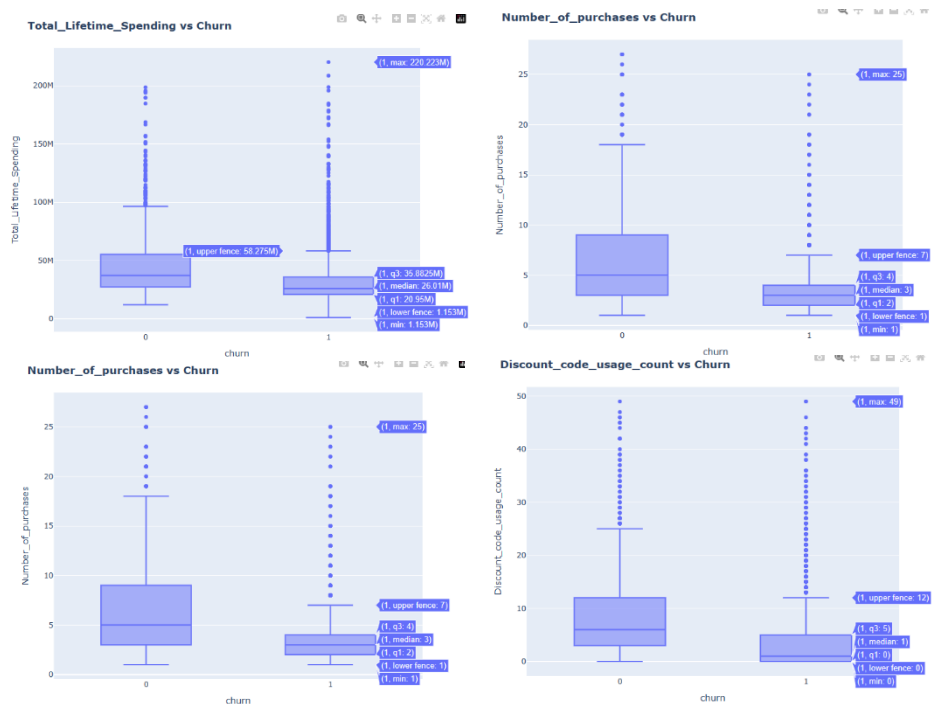 Total_Lifetime_Spending vs Churn
(1, max: 220.223M)
200M
150M
100M
(1, upper fence: 58.275M)
50M
(1, q3: 35.8825M)
(1, median: 26.01M)
(1, q1: 20.95M)
(1, lower fence: 1.153M)
0
(1, min: 1.153M)
Total_Lifetime_Spending
0
1
churn
Number_of_purchases vs Churn
25
(1, max: 25)
20
15
10
(1, upper fence: 7)
5
(1, q3: 4)
(1, median: 3)
(1, q1: 2)
(1, lower fence: 1)
0
(1, min: 1)
Number_of_purchases
0
1
churn
Number_of_purchases vs Churn
25
(1, max: 25)
20
15
10
(1, upper fence: 7)
5
(1, q3: 4)
(1, median: 3)
(1, q1: 2)
(1, lower fence: 1)
0
(1, min: 1)
Number_of_purchases
0
1
churn
Discount_code_usage_count vs Churn
50
(1, max: 49)
40
30
20
(1, upper fence: 12)
10
(1, q3: 5)
(1, median: 1)
(1, q1: 0)
(1, lower fence: 0)
0
(1, min: 0)
Discount_code_usage_count
0
1
churn